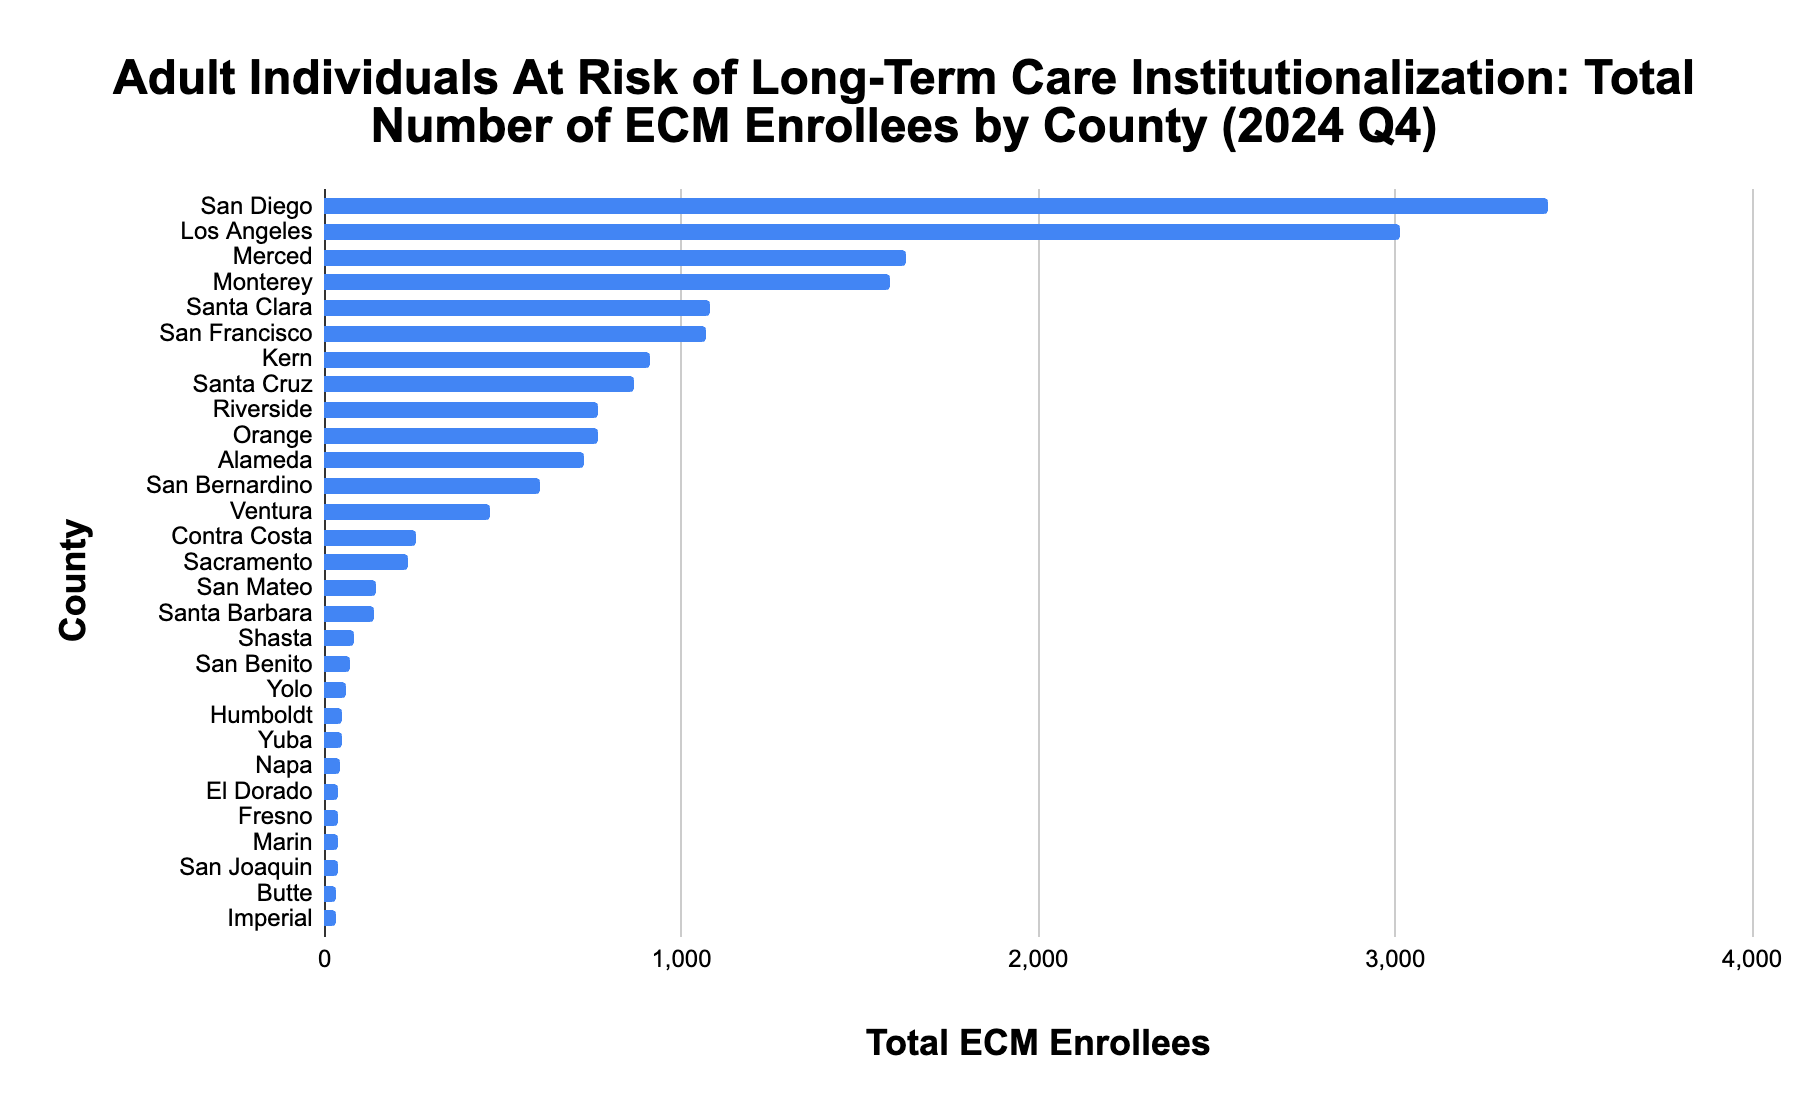 Adult Individuals At Risk of Long-Term Care Institutionalization: Total
Number of ECM Enrollees by County (2024 Q4)
County
San Diego
Los Angeles
Merced
Monterey
Santa Clara
San Francisco
Kern
Santa Cruz
Riverside
Orange
Alameda
San Bernardino
Ventura
Contra Costa
Sacramento
San Mateo
Santa Barbara
Shasta
San Benito
Yolo
Humboldt
Yuba
Napa
El Dorado
Fresno
Marin
San Joaquin
Butte
Imperial
0 1,000 2,000 3,000 4,000
Total ECM Enrollees